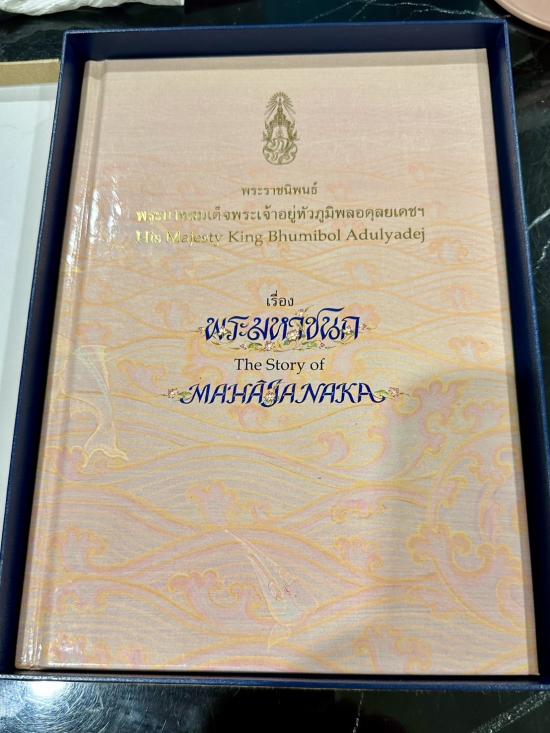 พระราชนิพนธ์
พระบาทสมเด็จพระเจ้าอยู่หัวภูมิพลอดุลยเดชฯ
His Majesty King Bhumibol Adulyadej
เรื่อง
พระมหาชนก
The Story of
MAHĀJANAKA